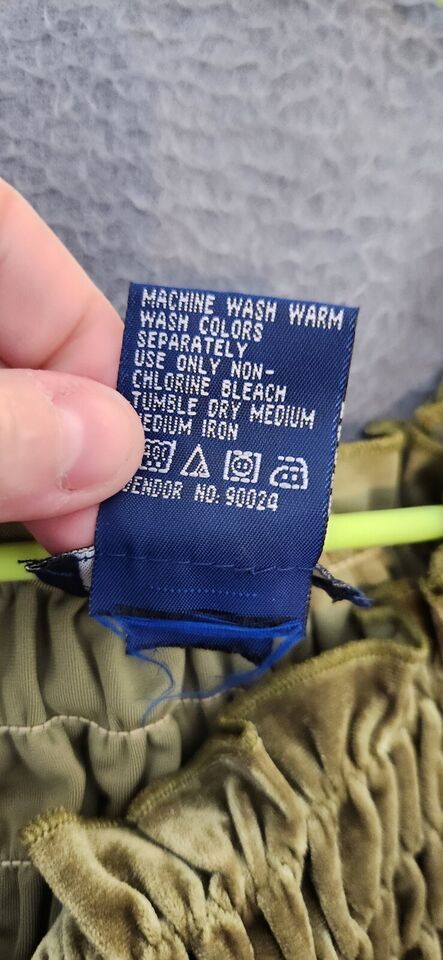 MACHINE WASH WARM
WASH COLORS
SEPARATELY
USE ONLY NON-
CHLORINE BLEACH
TUMBLE DRY MEDIUM
MEDIUM IRON
VENDOR NO: 90024